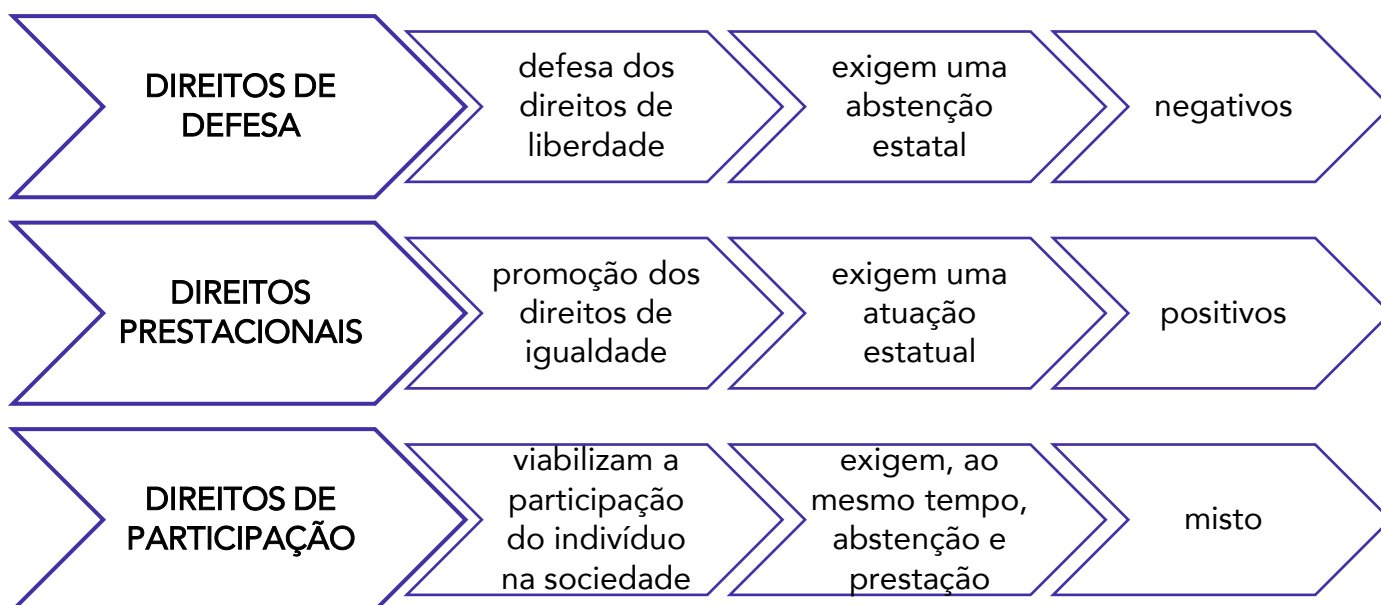 DIREITOS DE
DEFESA
defesa dos
direitos de
liberdade
exigem uma
abstenção
estatal
negativos
DIREITOS
PRESTACIONAIS
promoção dos
direitos de
igualdade
exigem uma
atuação
estatual
positivos
DIREITOS DE
PARTICIPAÇÃO
viabilizam a
participação
do indivíduo
na sociedade
exigem, ao
mesmo tempo,
abstenção e
prestação
misto